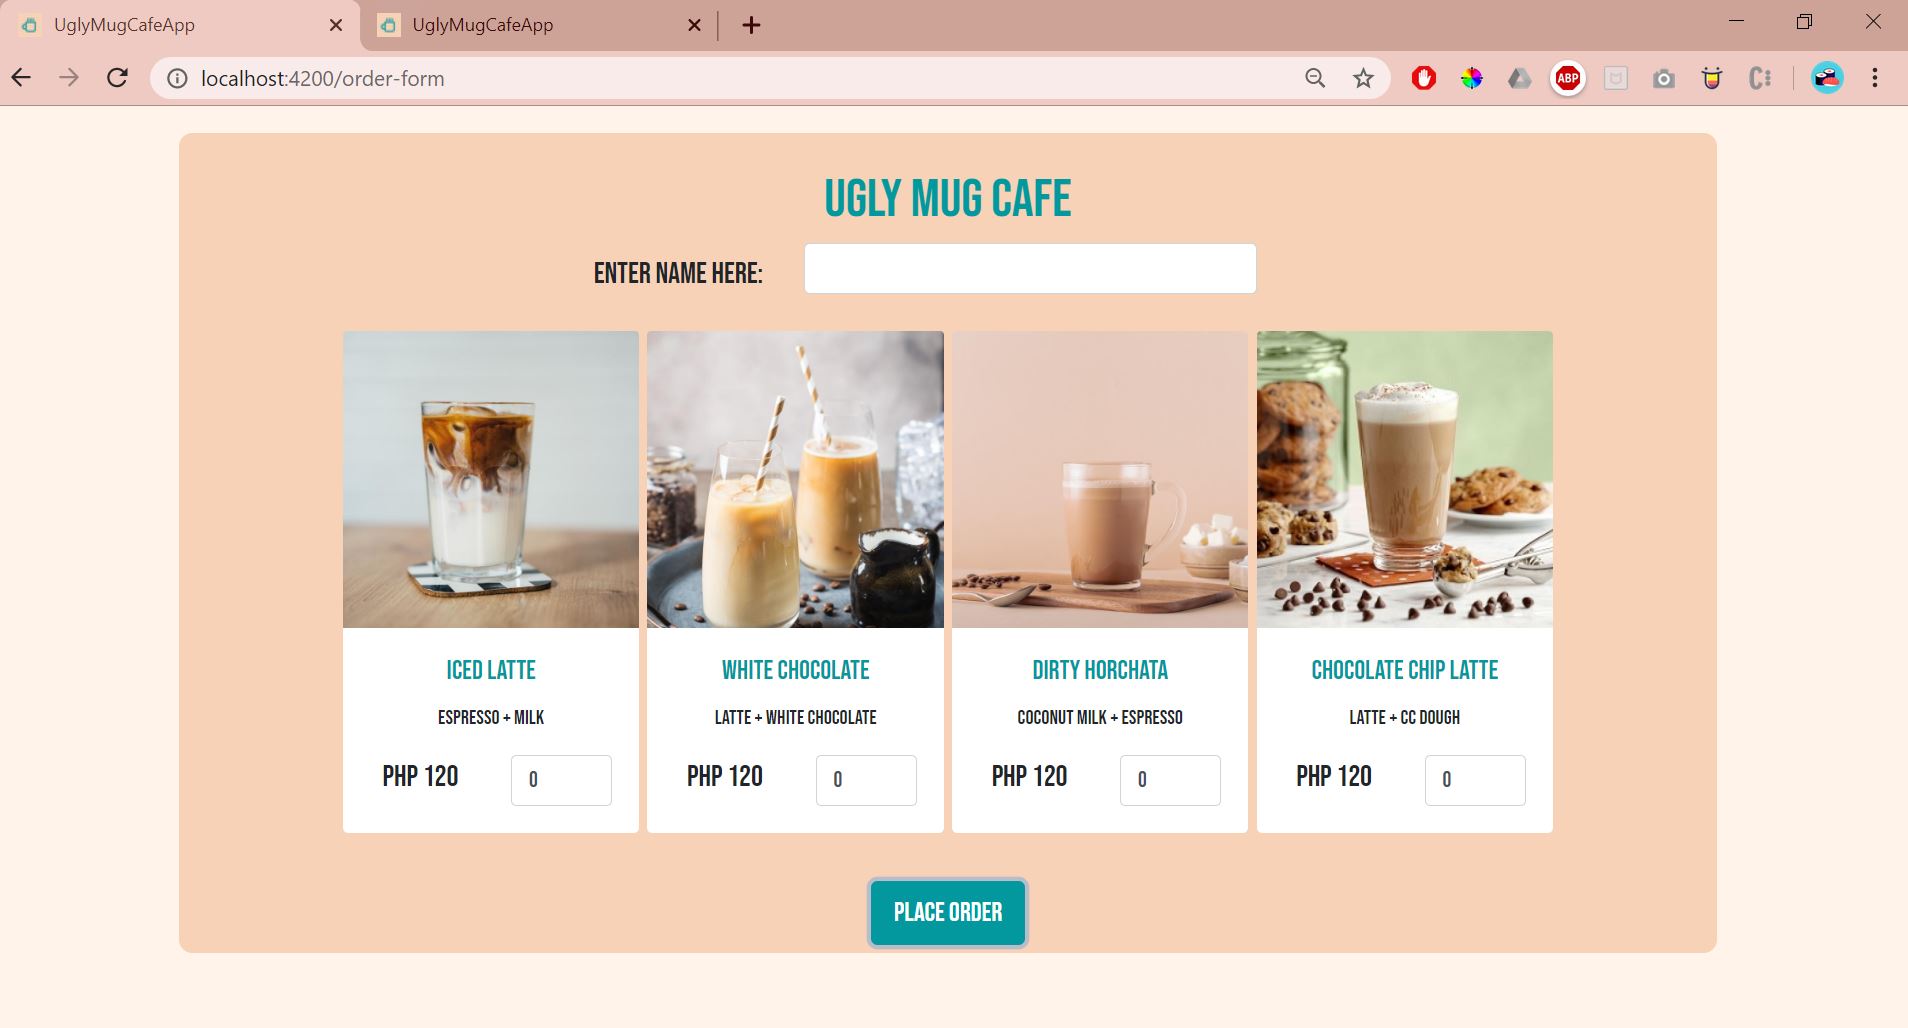 UglyMugCafeApp
UglyMugCafeApp
localhost:4200/order-form
ABP
UGLY MUG CAFE
ENTER NAME HERE:
ICED LATTE
ESPRESSO + MILK
PHP 120
0
WHITE CHOCOLATE
LATTE + WHITE CHOCOLATE
PHP 120
0
DIRTY HORCHATA
COCONUT MILK + ESPRESSO
PHP 120
0
CHOCOLATE CHIP LATTE
LATTE + CC DOUGH
PHP 120
0
PLACE ORDER